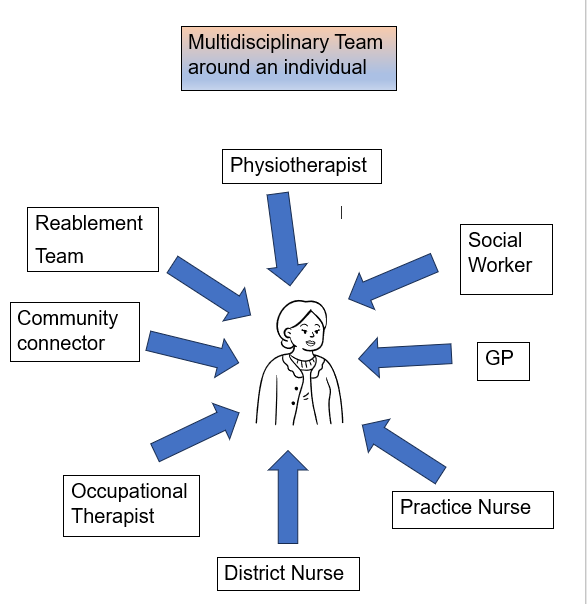 Multidisciplinary Team
around an individual
Physiotherapist
Reablement
Team
Social
Worker
Community
connector
GP
Occupational
Therapist
Practice Nurse
District Nurse